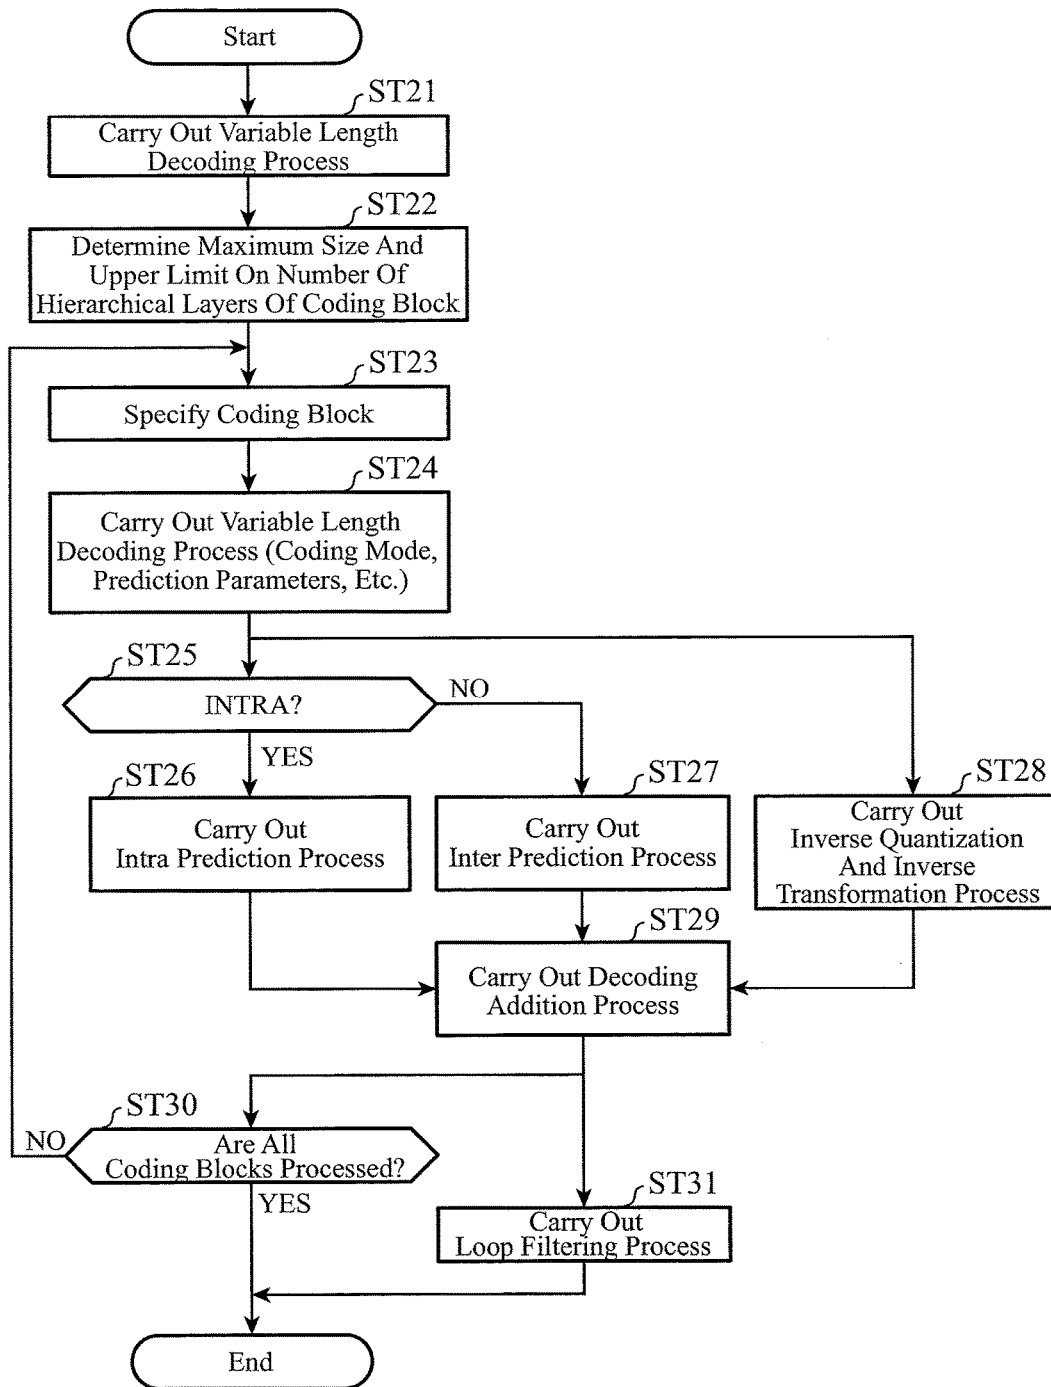 Start
ST21
Carry Out Variable Length
Decoding Process
ST22
Determine Maximum Size And
Upper Limit On Number Of
Hierarchical Layers Of Coding Block
ST23
Specify Coding Block
ST24
Carry Out Variable Length
Decoding Process (Coding Mode,
Prediction Parameters, Etc.)
ST25
INTRA?
NO
YES
ST26
Carry Out
Intra Prediction Process
ST27
Carry Out
Inter Prediction Process
ST28
Carry Out
Inverse Quantization
And Inverse
Transformation Process
ST29
Carry Out Decoding
Addition Process
ST30
NO
Are All
Coding Blocks Processed?
YES
ST31
Carry Out
Loop Filtering Process
End